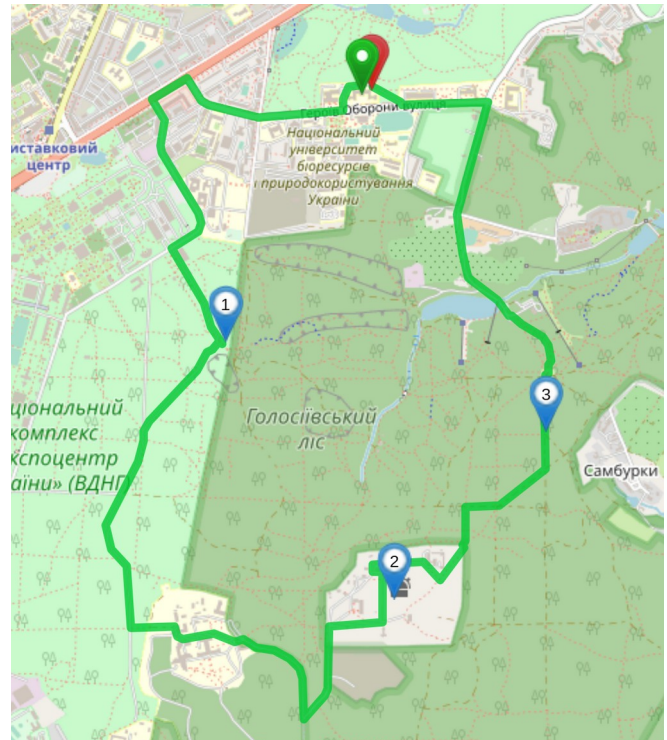 Героїв Оборони вулиця
Національний
університет
біоресурсів
і природокористування
України
иставковий
центр
1
Голосіївський
ліс
3
ціональний
комплекс
кспоцентр
аїни» (ВДНГ)
Самбурки
2